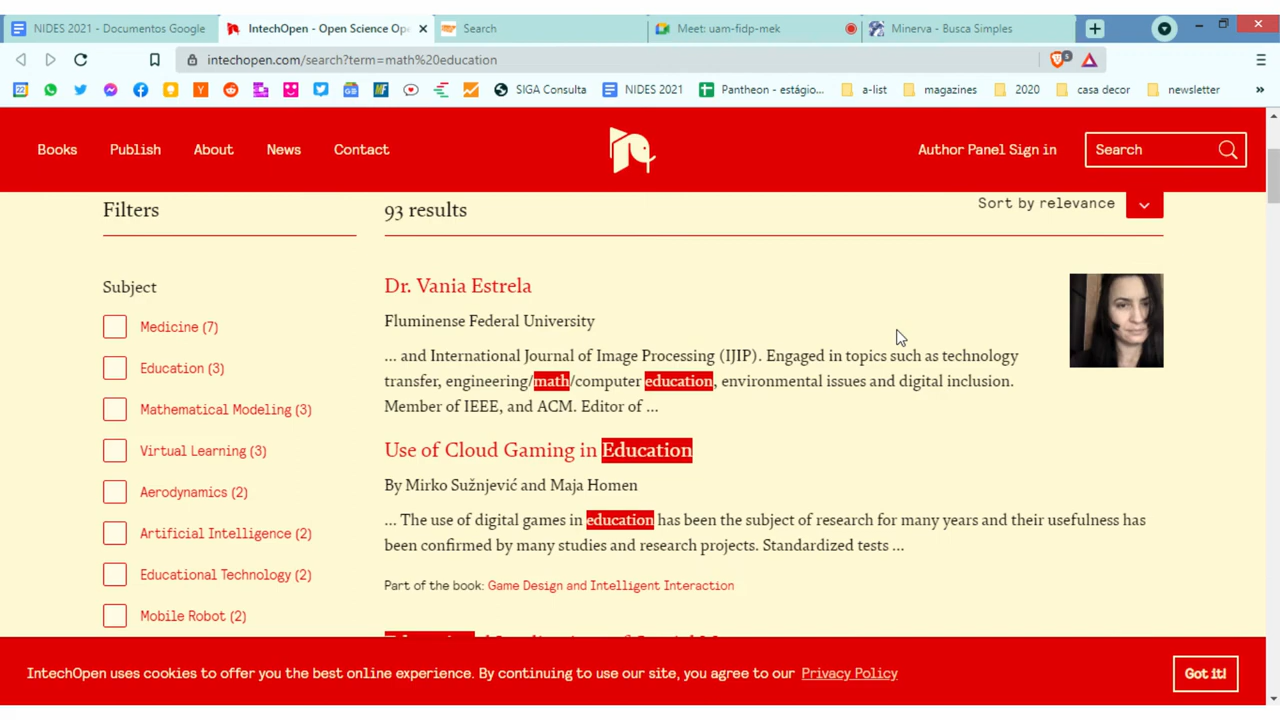 NIDES 2021 - Documentos Google
IntechOpen - Open Science Ope
Search
Meet: uam-fidp-mek
Minerva - Busca Simples
intechopen.com/search?term=math%20education
SIGA Consulta
NIDES 2021
Pantheon - estágio...
a-list
magazines
2020
casa decor
newsletter
Books
Publish
About
News
Contact
Author Panel Sign in
Search
Filters
93 results
Sort by relevance
Subject
Medicine (7)
Education (3)
Mathematical Modeling (3)
Virtual Learning (3)
Aerodynamics (2)
Artificial Intelligence (2)
Educational Technology (2)
Mobile Robot (2)
Dr. Vania Estrela
Fluminense Federal University
... and International Journal of Image Processing (IJIP). Engaged in topics such as technology
transfer, engineering/math/computer education, environmental issues and digital inclusion.
Member of IEEE, and ACM. Editor of ...
Use of Cloud Gaming in Education
By Mirko Sužnjević and Maja Homen
... The use of digital games in education has been the subject of research for many years and their usefulness has
been confirmed by many studies and research projects. Standardized tests ...
Part of the book: Game Design and Intelligent Interaction
IntechOpen uses cookies to offer you the best online experience. By continuing to use our site, you agree to our Privacy Policy
Got it!